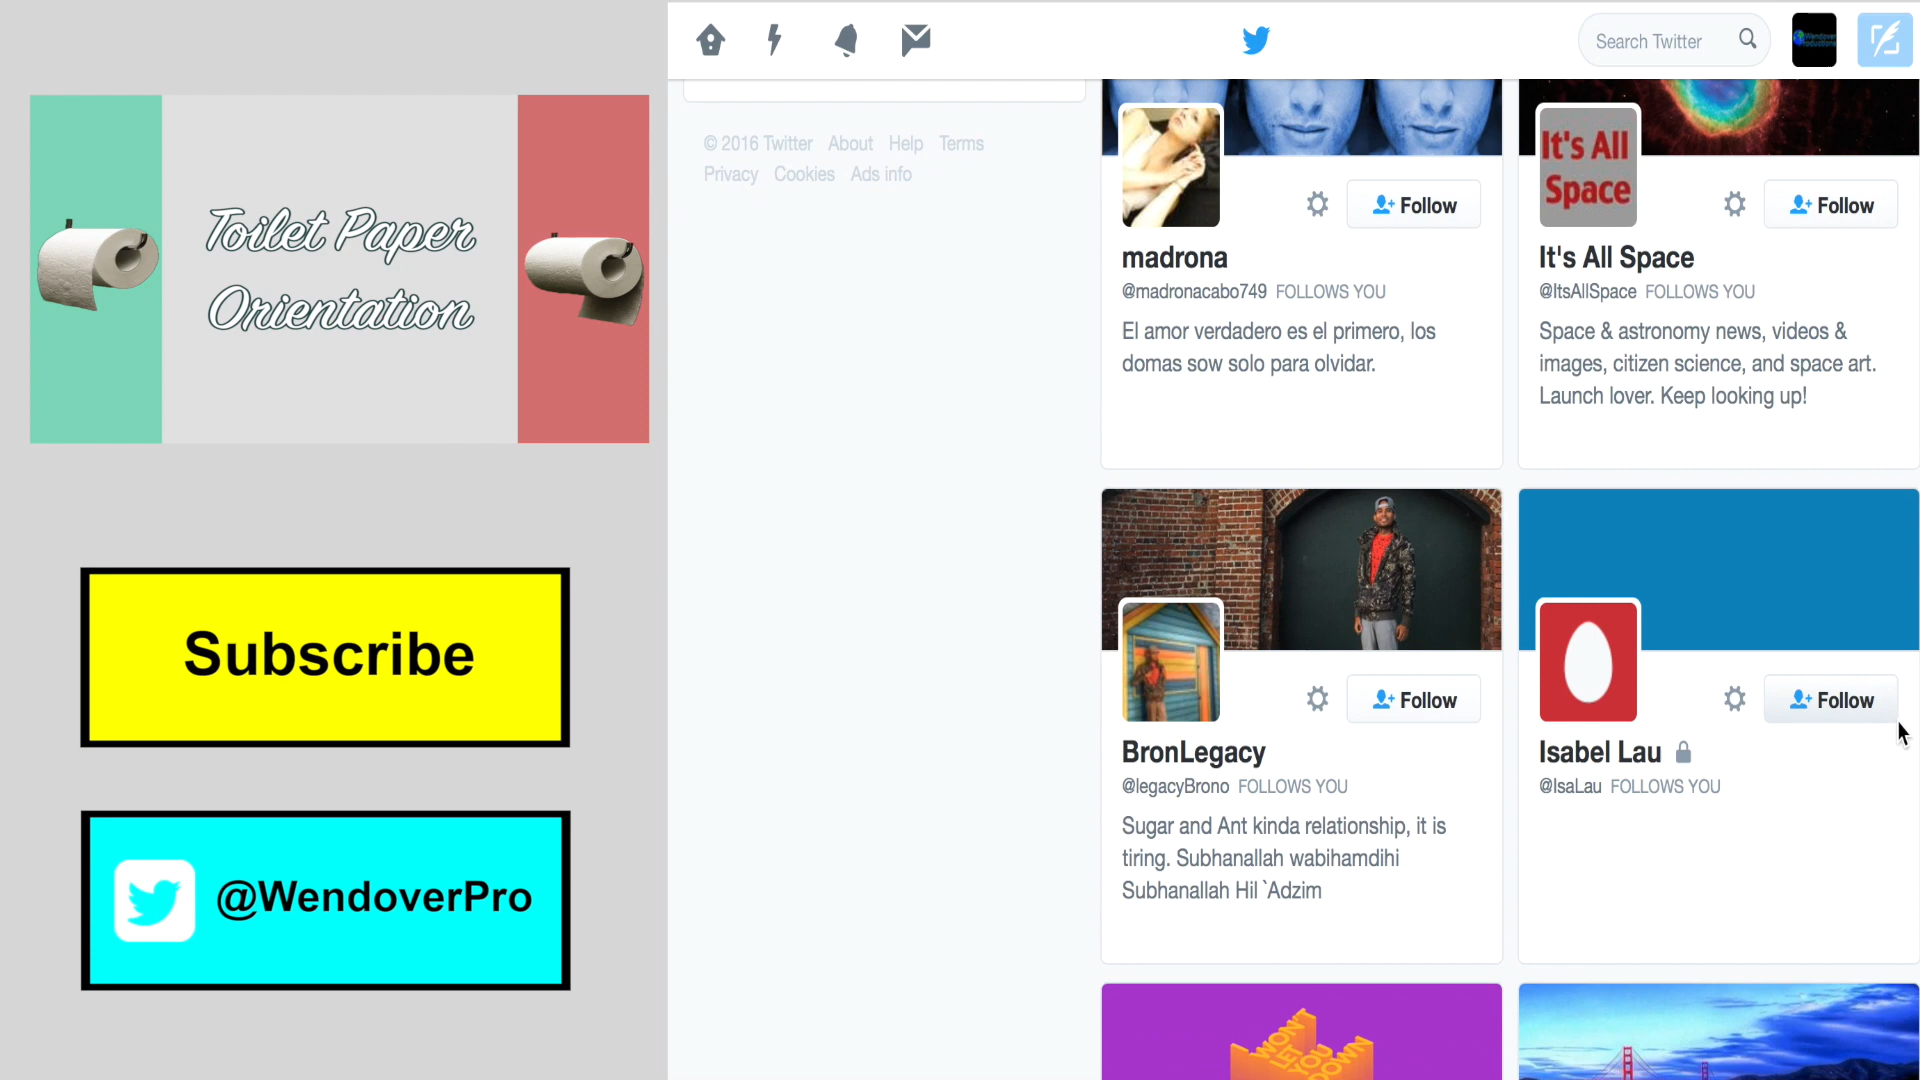 Toilet Paper
Orientation
Subscribe
@WendoverPro
Search Twitter
© 2016 Twitter About Help Terms
Privacy Cookies Ads info
Follow
madrona
@madronacabo749 FOLLOWS YOU
El amor verdadero es el primero, los
domas sow solo para olvidar.
It's All
Space
Follow
It's All Space
@ItsAllSpace FOLLOWS YOU
Space & astronomy news, videos &
images, citizen science, and space art.
Launch lover. Keep looking up!
Follow
BronLegacy
@legacyBrono FOLLOWS YOU
Sugar and Ant kinda relationship, it is
tiring. Subhanallah wabihamdihi
Subhanallah Hil `Adzim
Follow
Isabel Lau
@IsaLau FOLLOWS YOU
I WON'T
LET YOU
DOWN